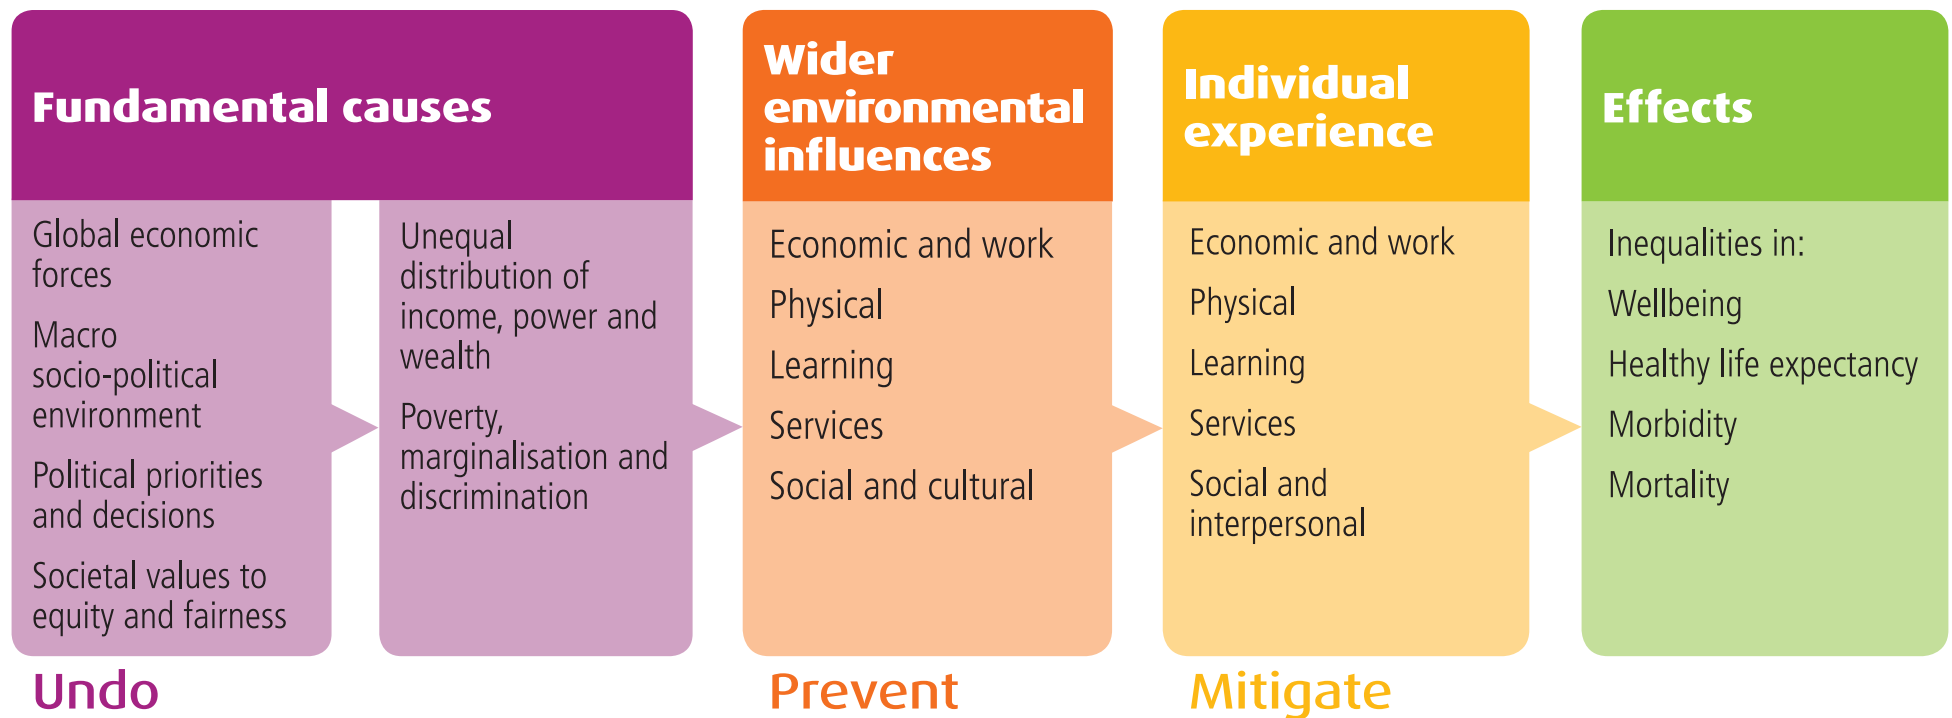 Fundamental causes
Global economic
forces
Macro
socio-political
environment
Political priorities
and decisions
Societal values to
equity and fairness
Unequal
distribution of
income, power and
wealth
Poverty,
marginalisation and
discrimination
Undo
Wider
environmental
influences
Economic and work
Physical
Learning
Services
Social and cultural
Prevent
Individual
experience
Economic and work
Physical
Learning
Services
Social and
interpersonal
Mitigate
Effects
Inequalities in:
Wellbeing
Healthy life expectancy
Morbidity
Mortality